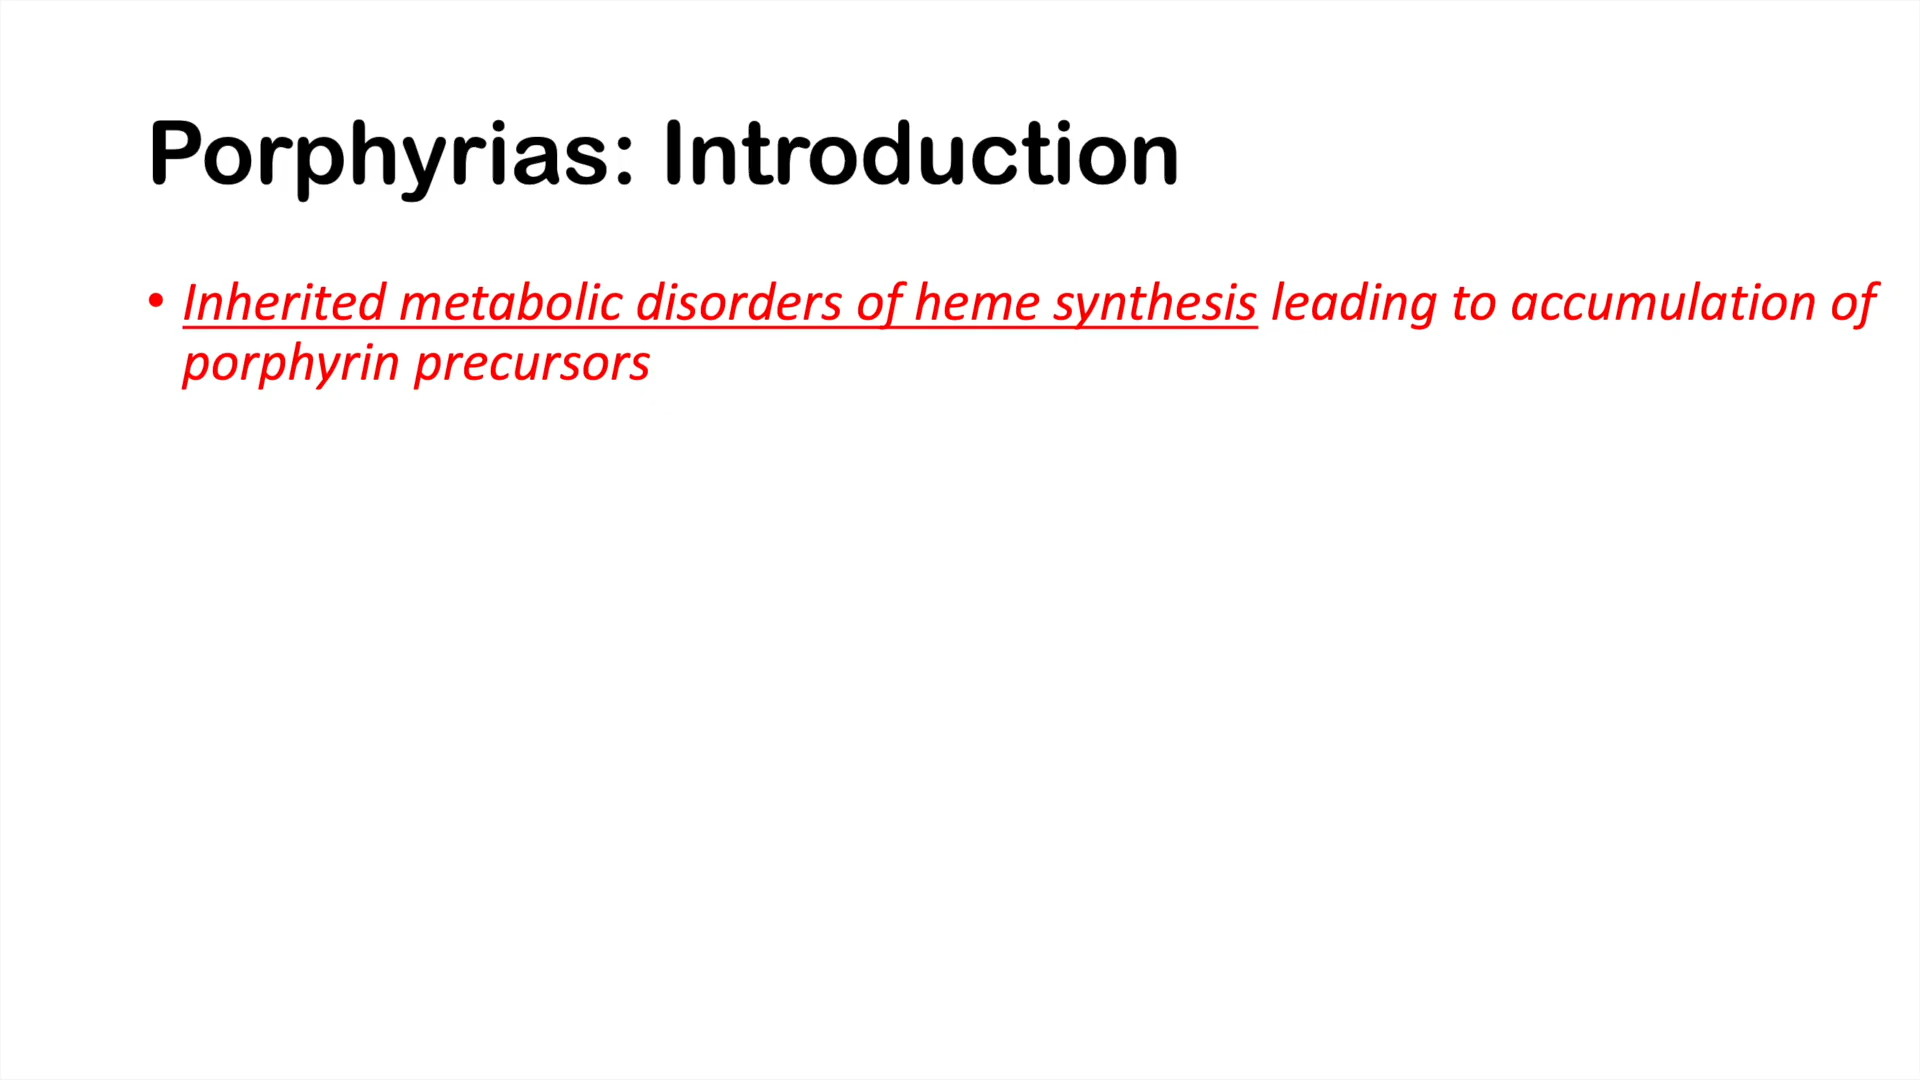 Porphyrias: Introduction
• Inherited metabolic disorders of heme synthesis leading to accumulation of
porphyrin precursors